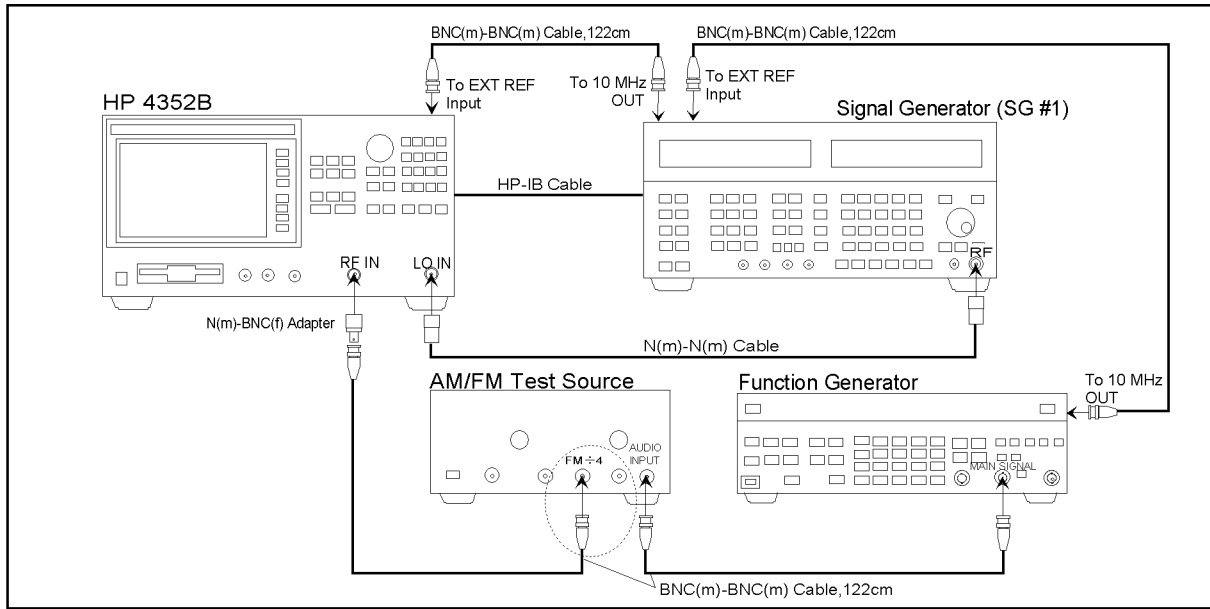 BNC(m)-BNC(m) Cable,122cm
BNC(m)-BNC(m) Cable,122cm
To EXT REF
Input
To 10 MHz
OUT
To EXT REF
Input
HP 4352B
Signal Generator (SG #1)
HP-IB Cable
RF IN
LO IN
RF
N(m)-BNC(f) Adapter
N(m)-N(m) Cable
AM/FM Test Source
Function Generator
To 10 MHz
OUT
FM÷4
AUDIO
INPUT
MAIN SIGNAL
BNC(m)-BNC(m) Cable,122cm